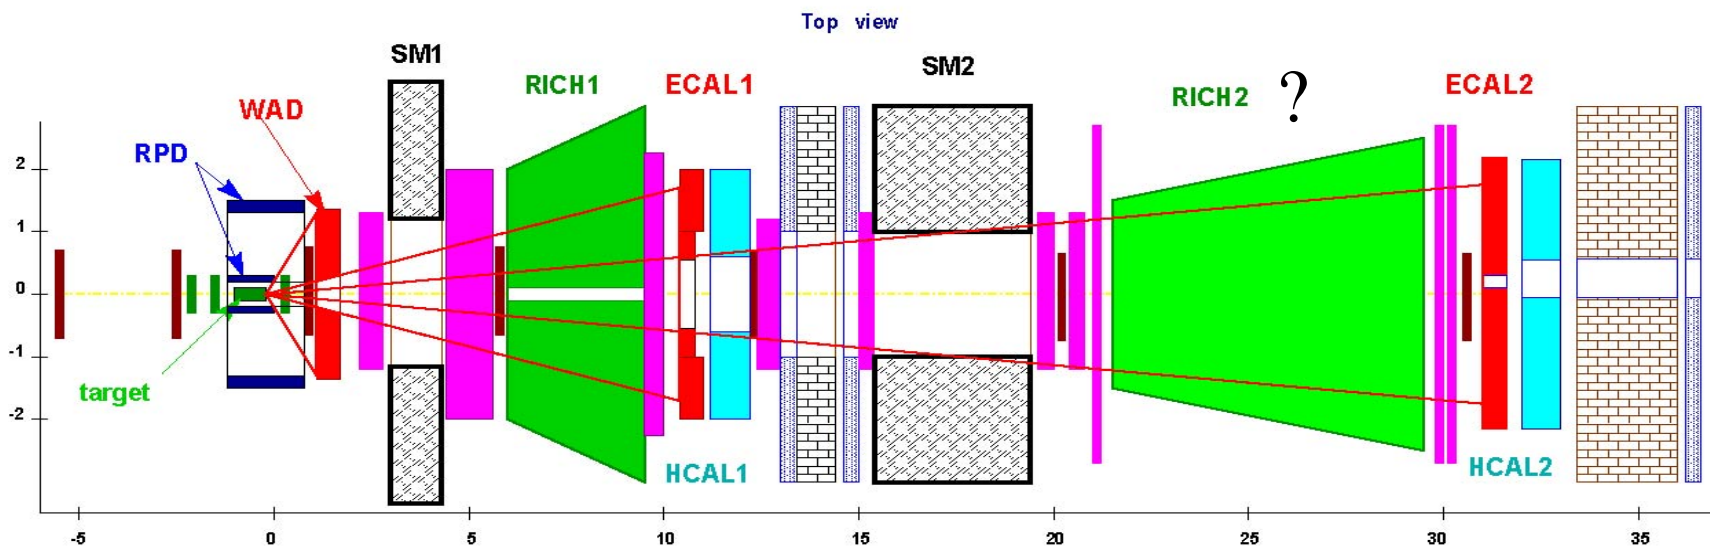 Top view
SM1
SM2
RICH1
ECAL1
RICH2 ?
ECAL2
WAD
RPD
2
1
0
-1
-2
target
HCAL1
HCAL2
-5
0
5
10
15
20
25
30
35